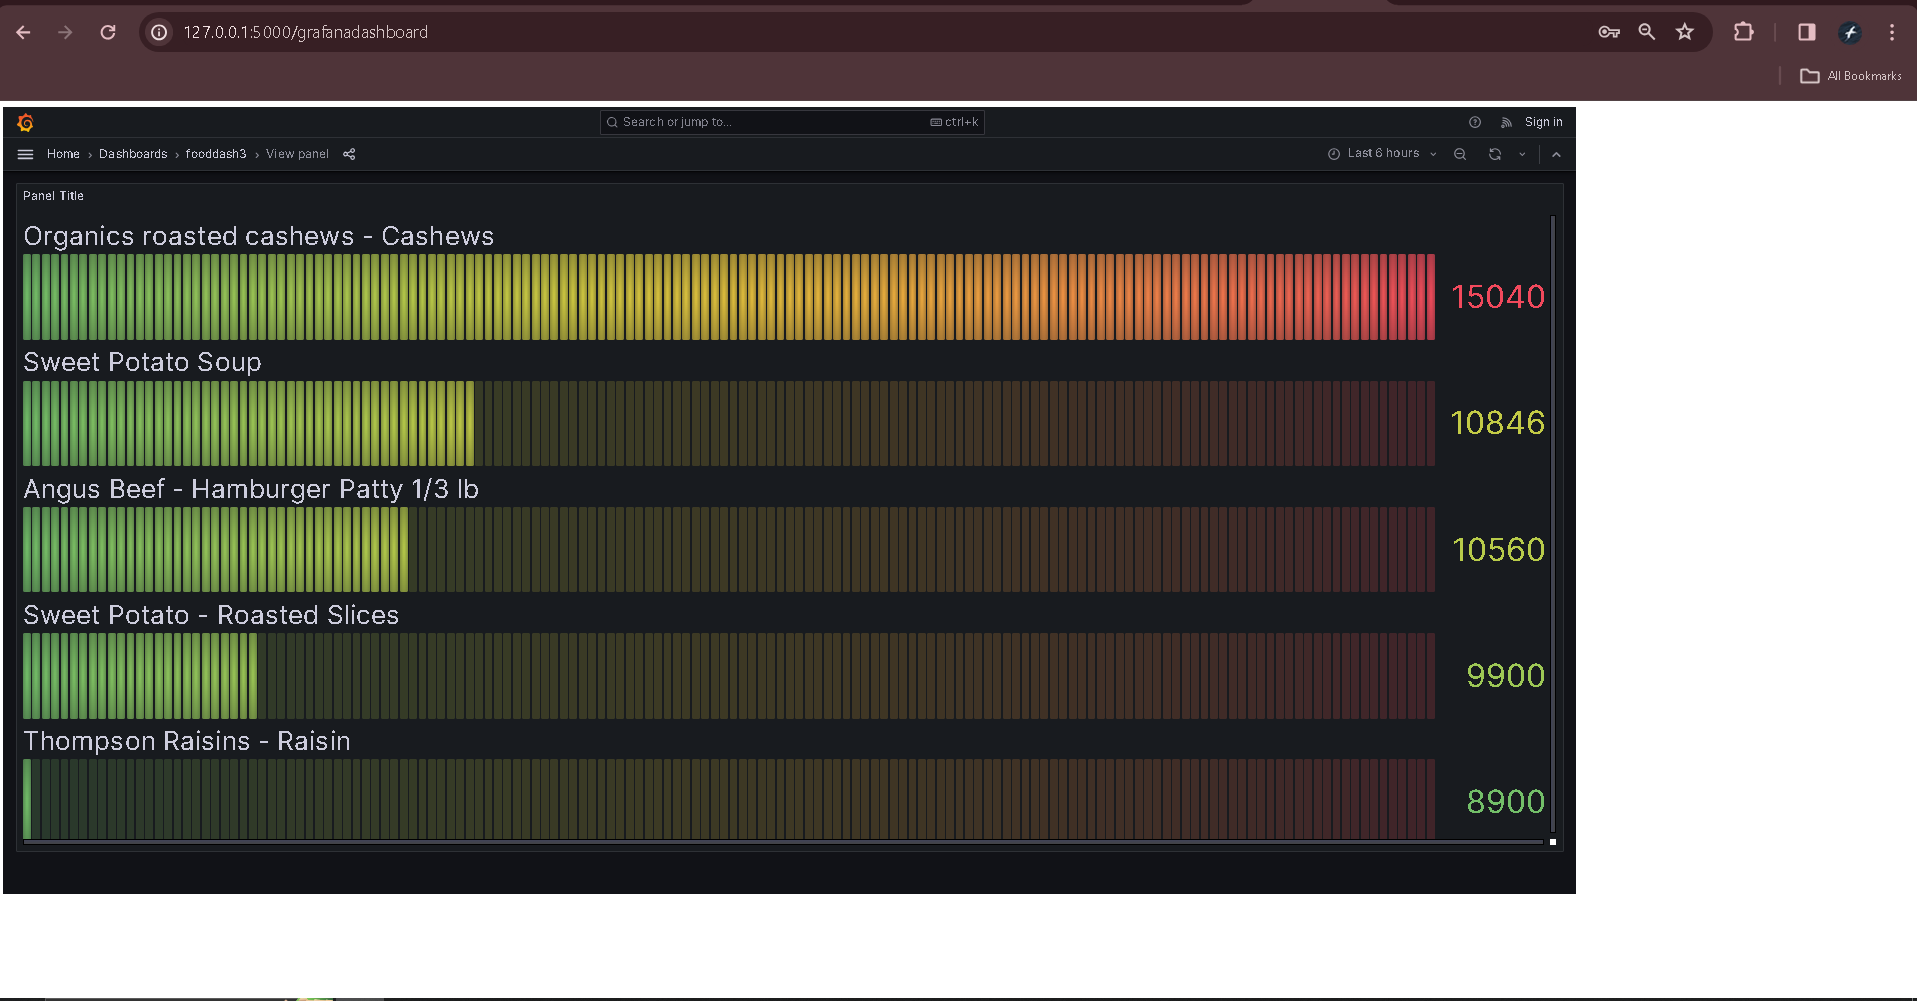 127.0.0.1:5000/grafanadashboard
All Bookmarks
Search or jump to... ctrl+k
Sign in
Home › Dashboards › fooddash3 › View panel
Last 6 hours
Panel Title
Organics roasted cashews - Cashews
15040
Sweet Potato Soup
10846
Angus Beef - Hamburger Patty 1/3 lb
10560
Sweet Potato - Roasted Slices
9900
Thompson Raisins - Raisin
8900